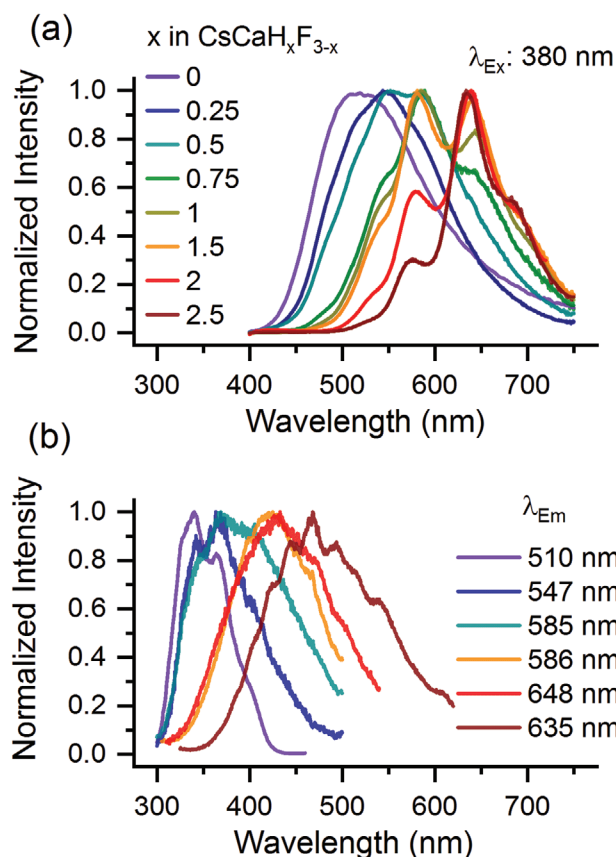 (a)
x in CsCaHₓF₃₋ₓ
λEx: 380 nm
0
0.25
0.5
0.75
1
1.5
2
2.5
Normalized Intensity
1.0
0.8
0.6
0.4
0.2
0.0
300 400 500 600 700
Wavelength (nm)
(b)
λEm
510 nm
547 nm
585 nm
586 nm
648 nm
635 nm
Normalized Intensity
1.0
0.8
0.6
0.4
0.2
0.0
300 400 500 600 700
Wavelength (nm)